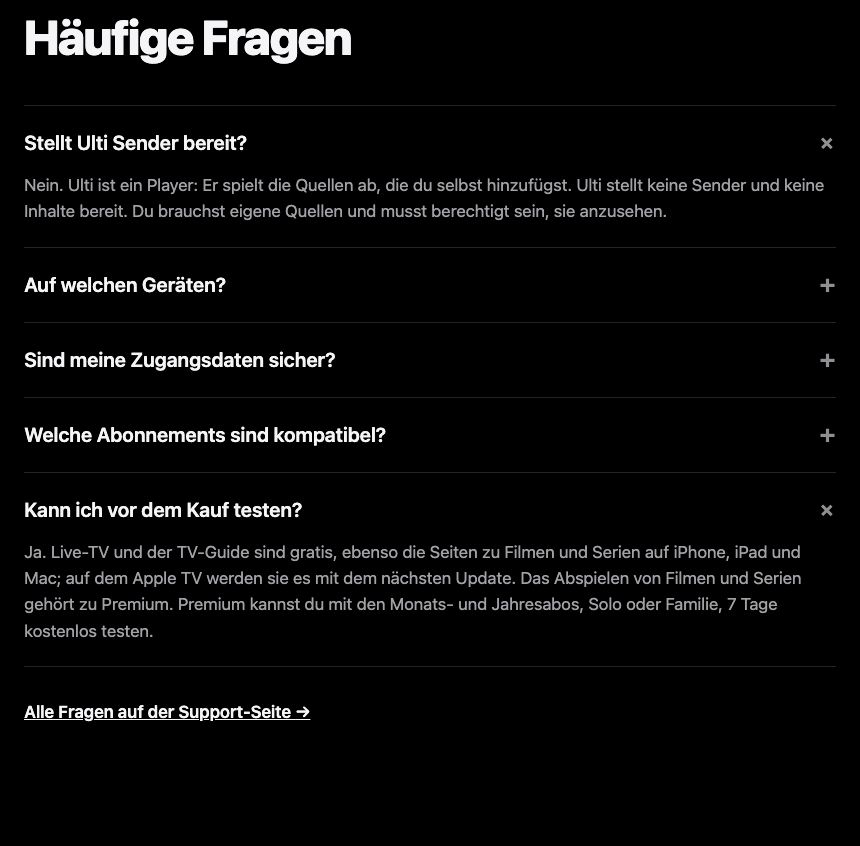 Häufige Fragen
Stellt Ulti Sender bereit?
Nein. Ulti ist ein Player: Er spielt die Quellen ab, die du selbst hinzufügst. Ulti stellt keine Sender und keine
Inhalte bereit. Du brauchst eigene Quellen und musst berechtigt sein, sie anzusehen.
Auf welchen Geräten?
Sind meine Zugangsdaten sicher?
Welche Abonnements sind kompatibel?
Kann ich vor dem Kauf testen?
Ja. Live-TV und der TV-Guide sind gratis, ebenso die Seiten zu Filmen und Serien auf iPhone, iPad und
Mac; auf dem Apple TV werden sie es mit dem nächsten Update. Das Abspielen von Filmen und Serien
gehört zu Premium. Premium kannst du mit den Monats- und Jahresabos, Solo oder Familie, 7 Tage
kostenlos testen.
Alle Fragen auf der Support-Seite →